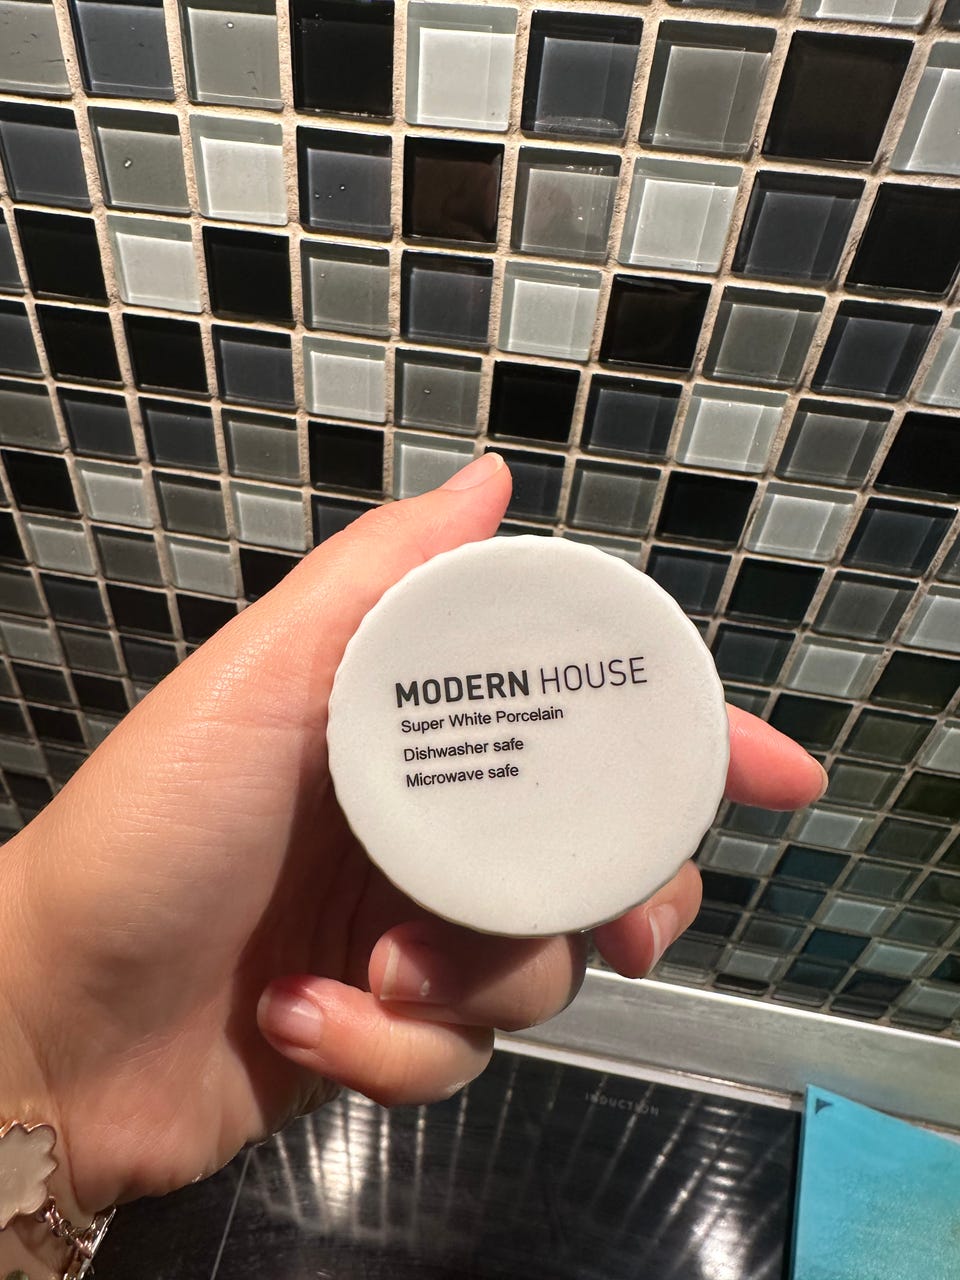 MODERN HOUSE
Super White Porcelain
Dishwasher safe
Microwave safe
INDUCTION